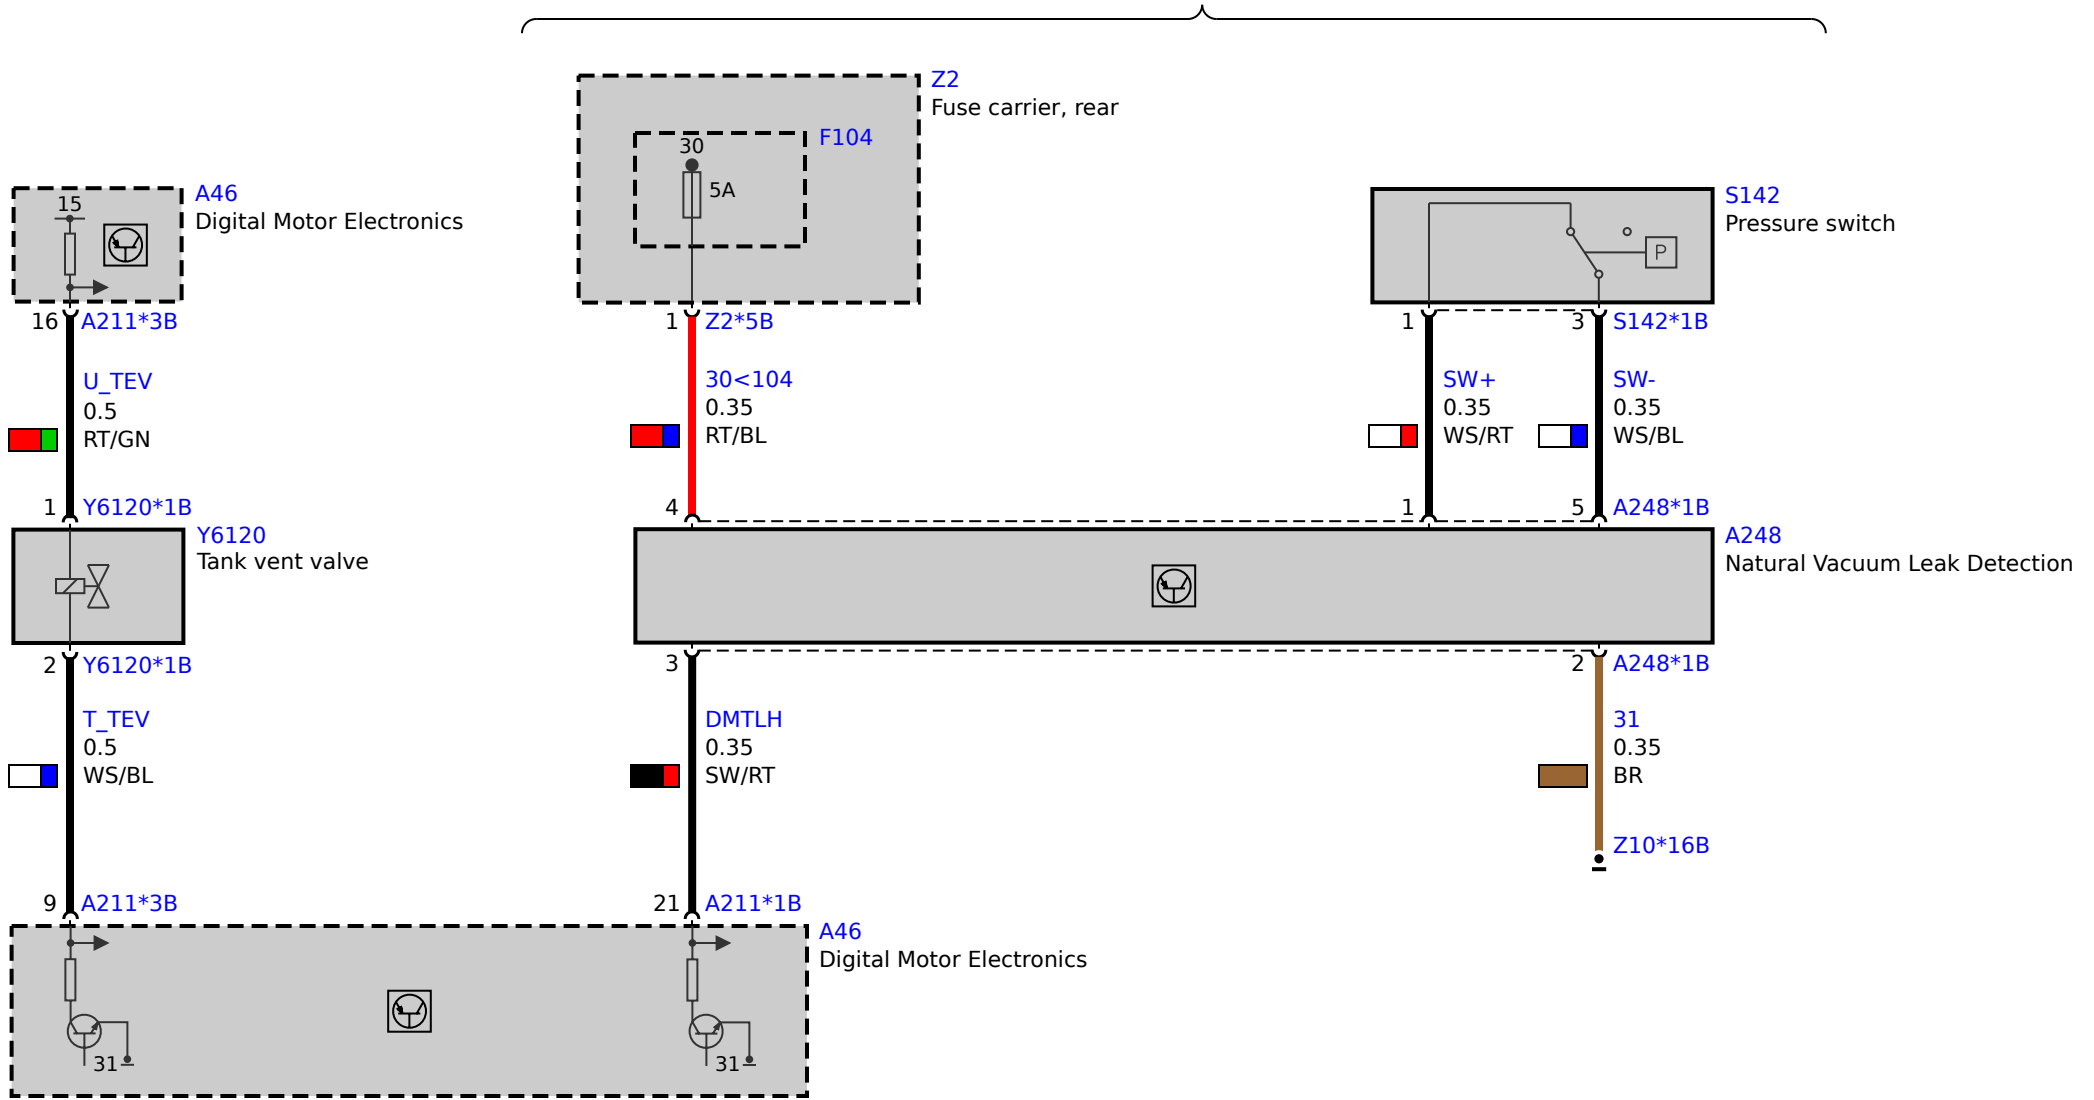 Z2
Fuse carrier, rear
F104
30
5A
A46
Digital Motor Electronics
15
S142
Pressure switch
P
16 A211*3B
1 Z2*5B
1
3 S142*1B
U_TEV
0.5
RT/GN
30<104
0.35
RT/BL
SW+
0.35
WS/RT
SW-
0.35
WS/BL
1 Y6120*1B
4
1
5 A248*1B
Y6120
Tank vent valve
A248
Natural Vacuum Leak Detection
2 Y6120*1B
3
2 A248*1B
T_TEV
0.5
WS/BL
DMTLH
0.35
SW/RT
31
0.35
BR
Z10*16B
9 A211*3B
21 A211*1B
A46
Digital Motor Electronics
31
31